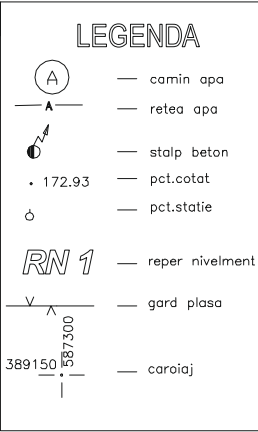 LEGENDA
A — camin apa
A — retea apa
— stalp beton
172.93 — pct.cotat
— pct.statie
RN 1 — reper nivelment
— gard plasa
587300
389150 — caroiaj